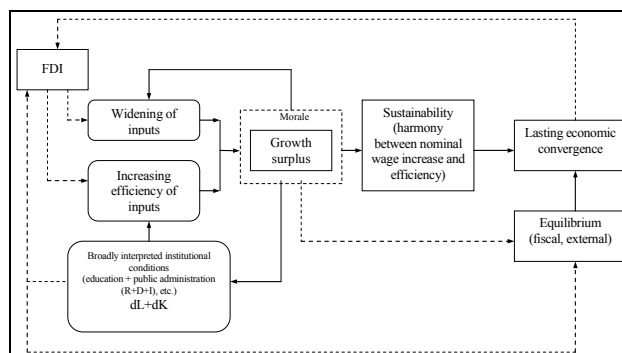 FDI
Widening of
inputs
Increasing
efficiency of
inputs
Broadly interpreted institutional
conditions
(education + public administration
(R+D+I), etc.)
dL+dK
Morale
Growth
surplus
Sustainability
(harmony
between nominal
wage increase and
efficiency)
Lasting economic
convergence
Equilibrium
(fiscal, external)